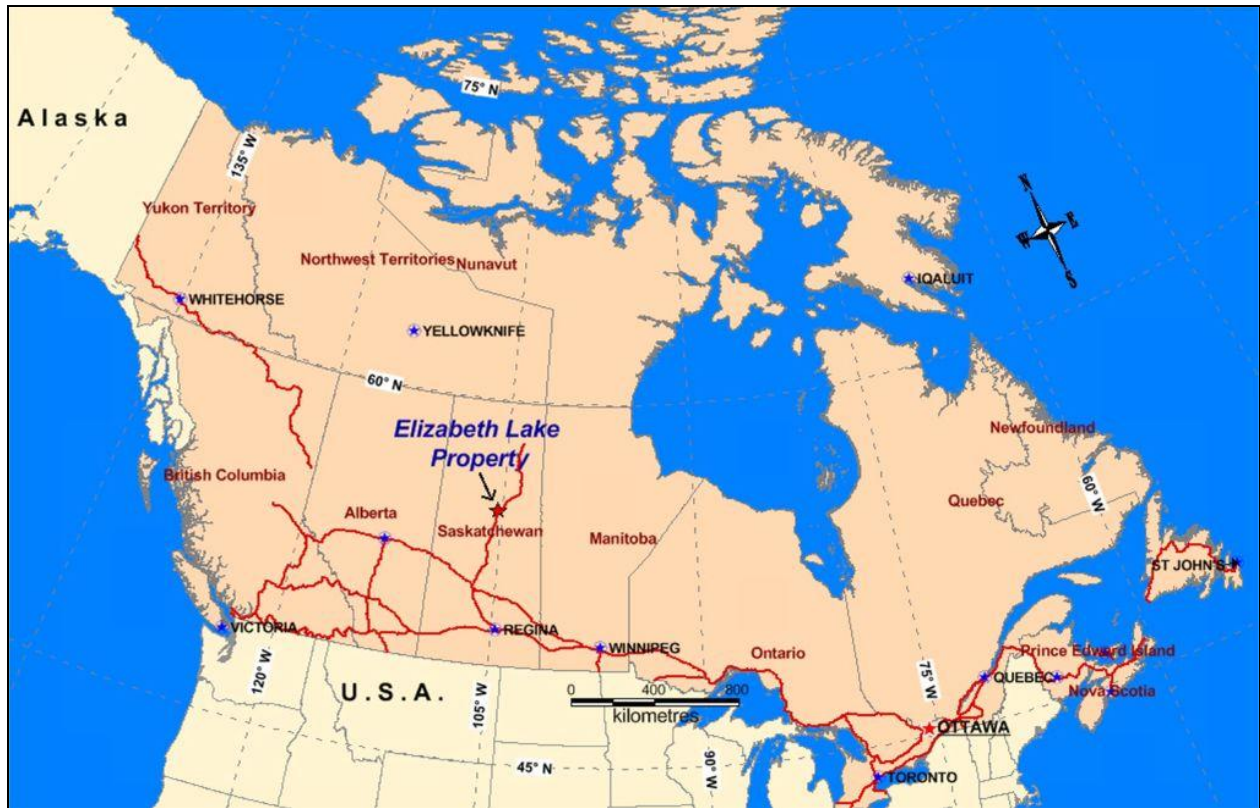 75° N
Alaska
135° W
Yukon Territory
Northwest Territories
Nunavut
N
E
W
S
IQALUIT
WHITEHORSE
YELLOWKNIFE
60° N
Elizabeth Lake
Property
Newfoundland
British Columbia
60° W
Quebec
Alberta
Saskatchewan
Manitoba
ST JOHN'S
VICTORIA
REGINA
WINNIPEG
Ontario
Prince Edward Island
120° W
75° W
QUEBEC
Nova Scotia
U.S.A.
0 400 800
kilometres
105° W
OTTAWA
45° N
90° W
TORONTO